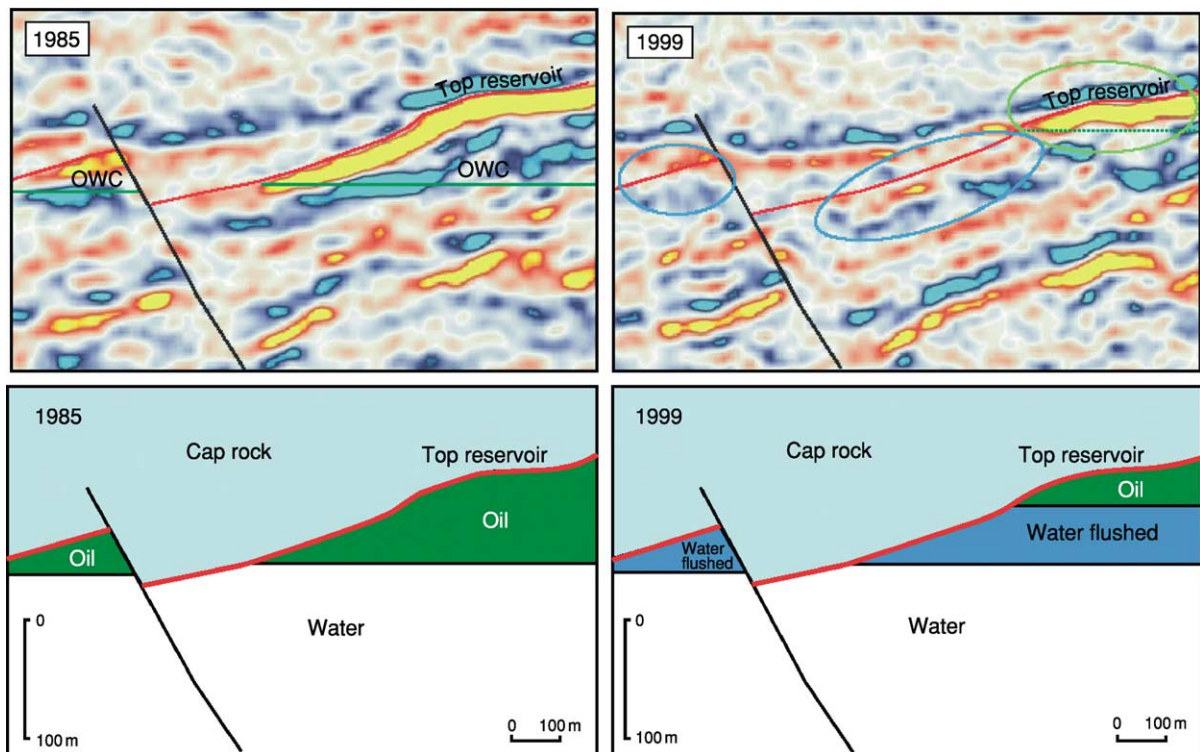 1985
Top reservoir
OWC
OWC
1999
Top reservoir
1985
Cap rock
Top reservoir
Oil
Oil
Water
0
100 m
0 100 m
1999
Cap rock
Top reservoir
Oil
Water flushed
Water
flushed
Water
0
100 m
0 100 m